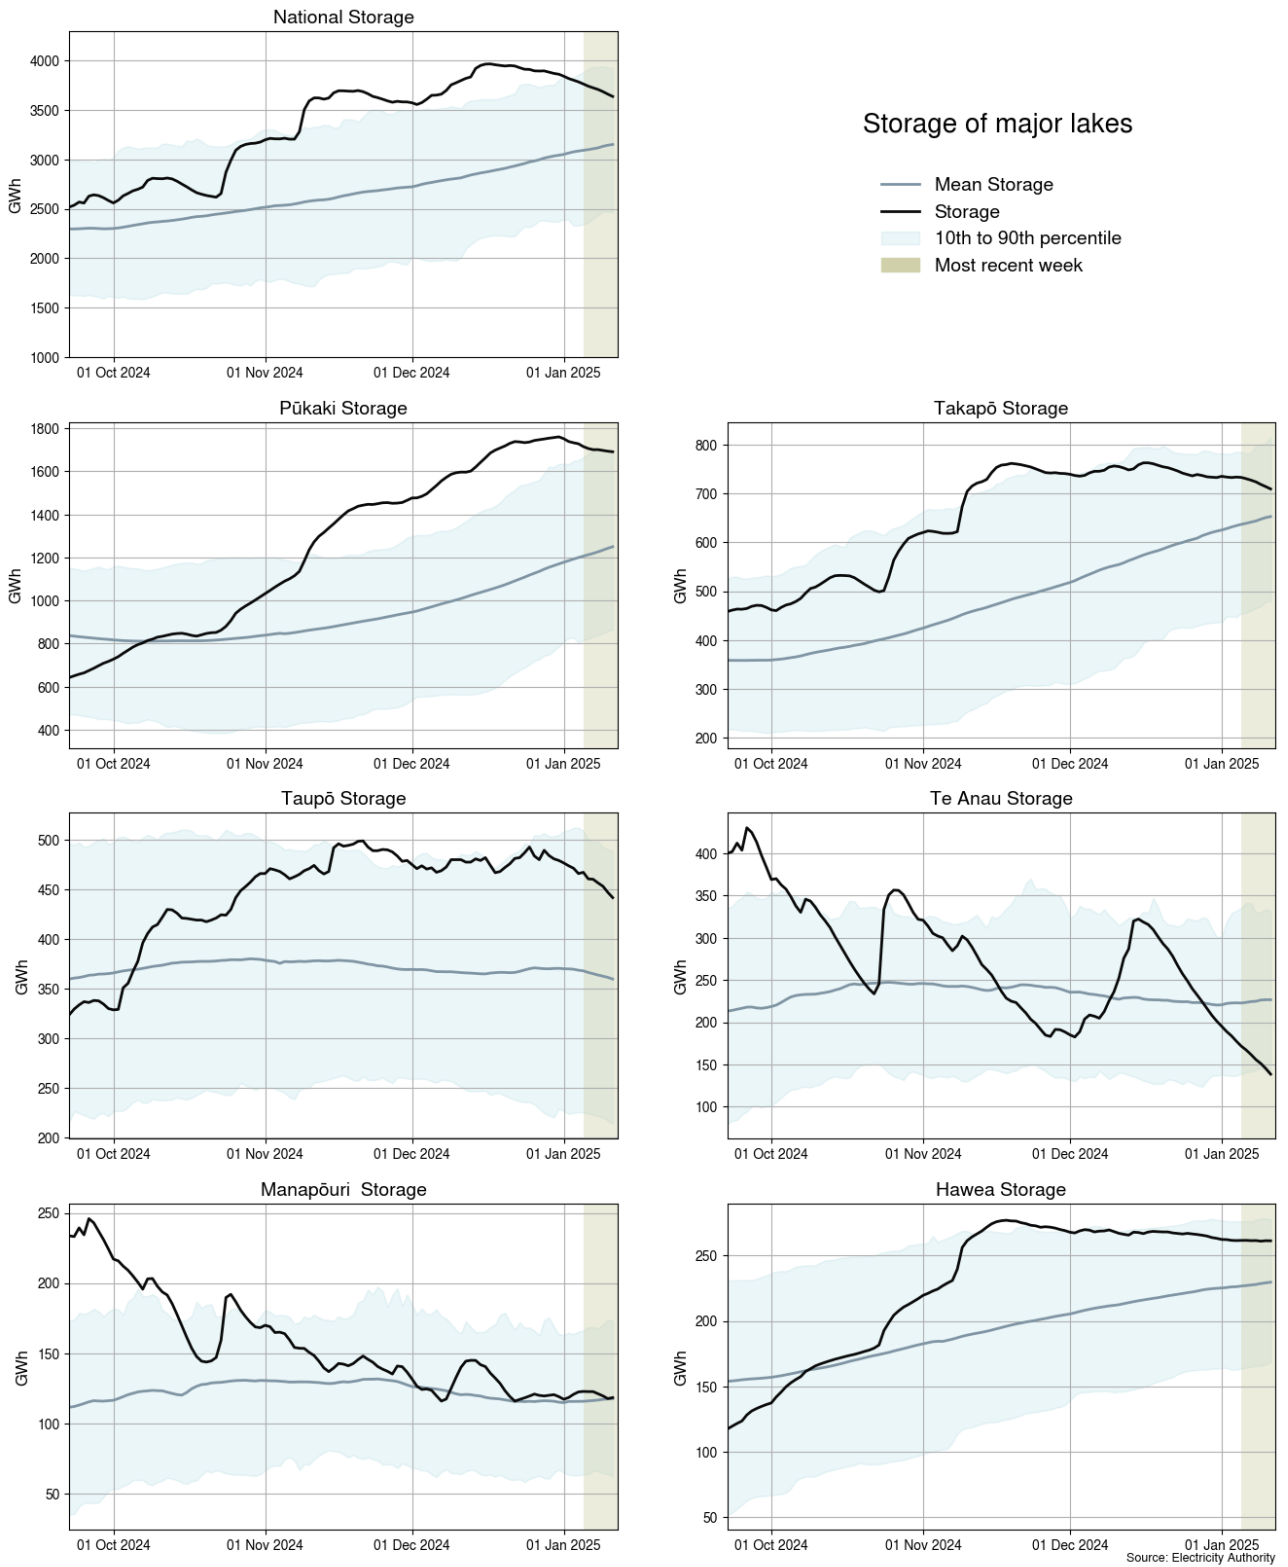 National Storage
4000
3500
3000
2500
2000
1500
1000
GWh
01 Oct 2024
01 Nov 2024
01 Dec 2024
01 Jan 2025
Storage of major lakes
Mean Storage
Storage
10th to 90th percentile
Most recent week
Pūkaki Storage
1800
1600
1400
1200
1000
800
600
400
GWh
01 Oct 2024
01 Nov 2024
01 Dec 2024
01 Jan 2025
Takapō Storage
800
700
600
500
400
300
200
GWh
01 Oct 2024
01 Nov 2024
01 Dec 2024
01 Jan 2025
Taupō Storage
500
450
400
350
300
250
200
GWh
01 Oct 2024
01 Nov 2024
01 Dec 2024
01 Jan 2025
Te Anau Storage
400
350
300
250
200
150
100
GWh
01 Oct 2024
01 Nov 2024
01 Dec 2024
01 Jan 2025
Manapōuri  Storage
250
200
150
100
50
GWh
01 Oct 2024
01 Nov 2024
01 Dec 2024
01 Jan 2025
Hawea Storage
250
200
150
100
50
GWh
01 Oct 2024
01 Nov 2024
01 Dec 2024
01 Jan 2025
Source: Electricity Authority